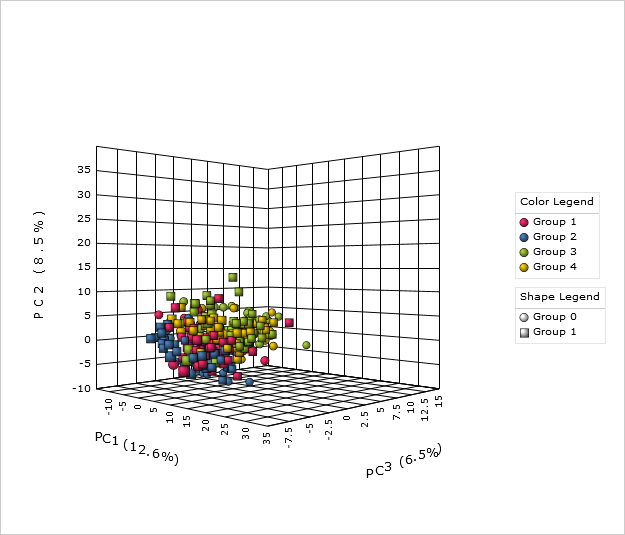 35
30
25
20
15
10
5
0
-5
-10
PC2 (8.5%)
-10
-5
0
5
10
15
20
25
30
35
PC1 (12.6%)
-7.5
-5
-2.5
0
2.5
5
7.5
10
12.5
15
PC3 (6.5%)
Color Legend
Group 1
Group 2
Group 3
Group 4
Shape Legend
Group 0
Group 1